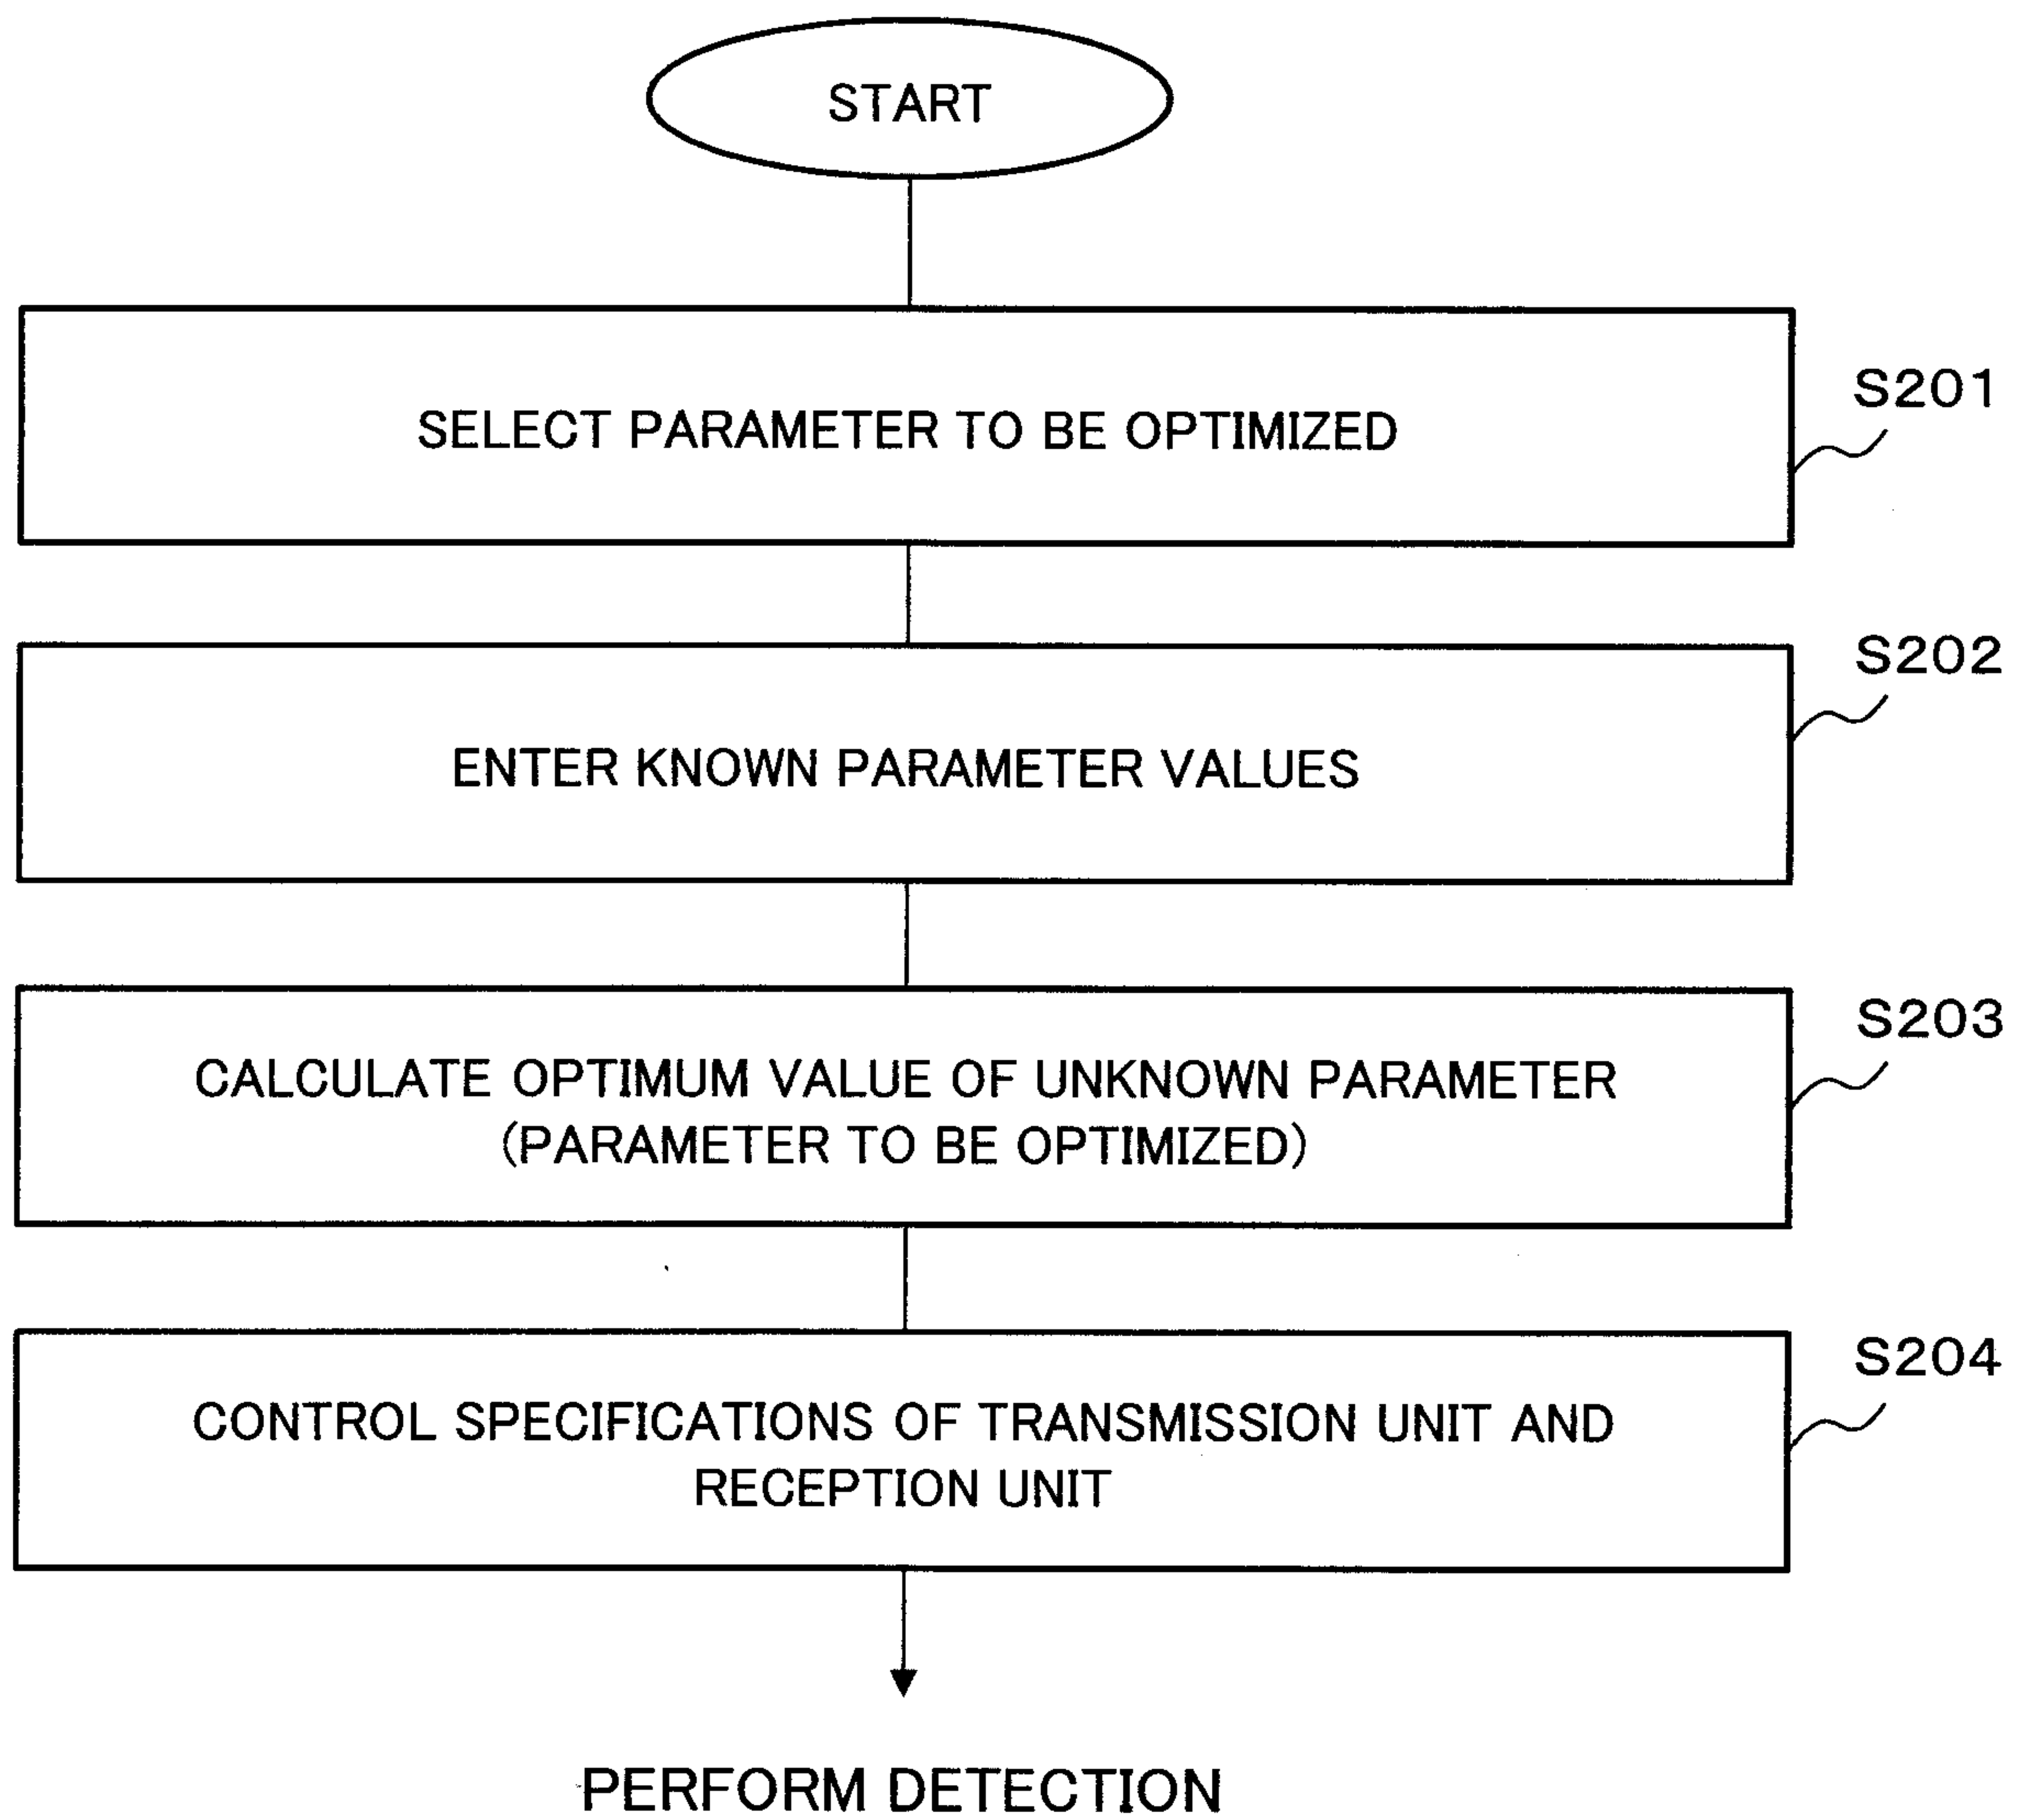 START
SELECT PARAMETER TO BE OPTIMIZED
S201
ENTER KNOWN PARAMETER VALUES
S202
CALCULATE OPTIMUM VALUE OF UNKNOWN PARAMETER
(PARAMETER TO BE OPTIMIZED)
S203
CONTROL SPECIFICATIONS OF TRANSMISSION UNIT AND
RECEPTION UNIT
S204
PERFORM DETECTION